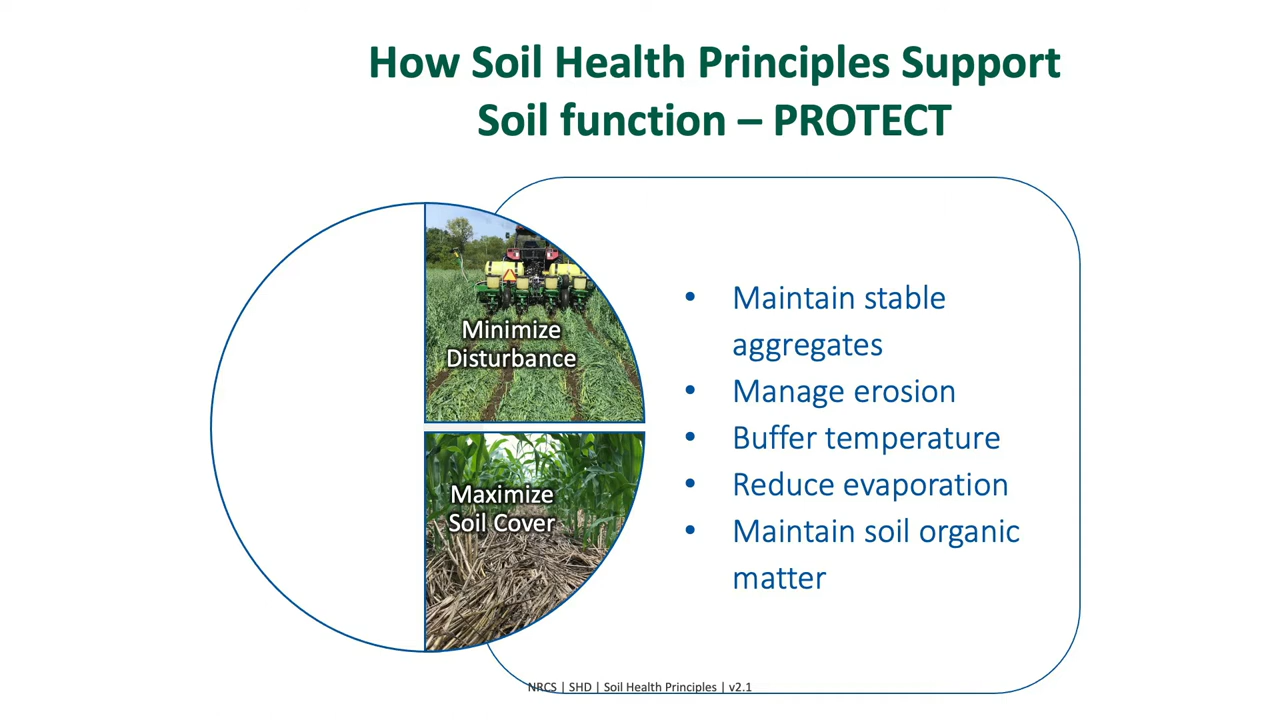 How Soil Health Principles Support
Soil function – PROTECT
Minimize
Disturbance
Maximize
Soil Cover
• Maintain stable
aggregates
• Manage erosion
• Buffer temperature
• Reduce evaporation
• Maintain soil organic
matter
NRCS | SHD | Soil Health Principles | v2.1